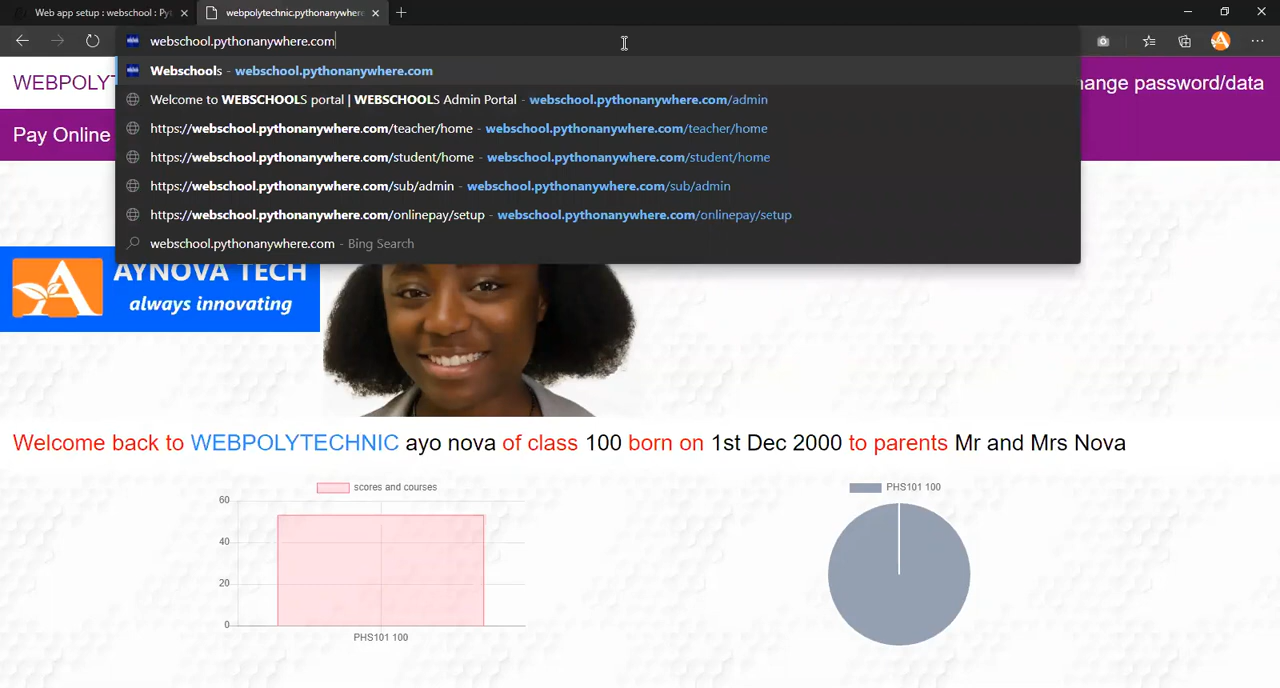 Web app setup : webschool : Py
webpolytechnic.pythonanywhere
webschool.pythonanywhere.com
Webschools - webschool.pythonanywhere.com
Welcome to WEBSCHOOLS portal | WEBSCHOOLS Admin Portal - webschool.pythonanywhere.com/admin
https://webschool.pythonanywhere.com/teacher/home - webschool.pythonanywhere.com/teacher/home
https://webschool.pythonanywhere.com/student/home - webschool.pythonanywhere.com/student/home
https://webschool.pythonanywhere.com/sub/admin - webschool.pythonanywhere.com/sub/admin
https://webschool.pythonanywhere.com/onlinepay/setup - webschool.pythonanywhere.com/onlinepay/setup
webschool.pythonanywhere.com - Bing Search
WEBPOLYT
hange password/data
Pay Online
AYNOVA TECH
always innovating
Welcome back to WEBPOLYTECHNIC ayo nova of class 100 born on 1st Dec 2000 to parents Mr and Mrs Nova
scores and courses
60
40
20
0
PHS101 100
PHS101 100